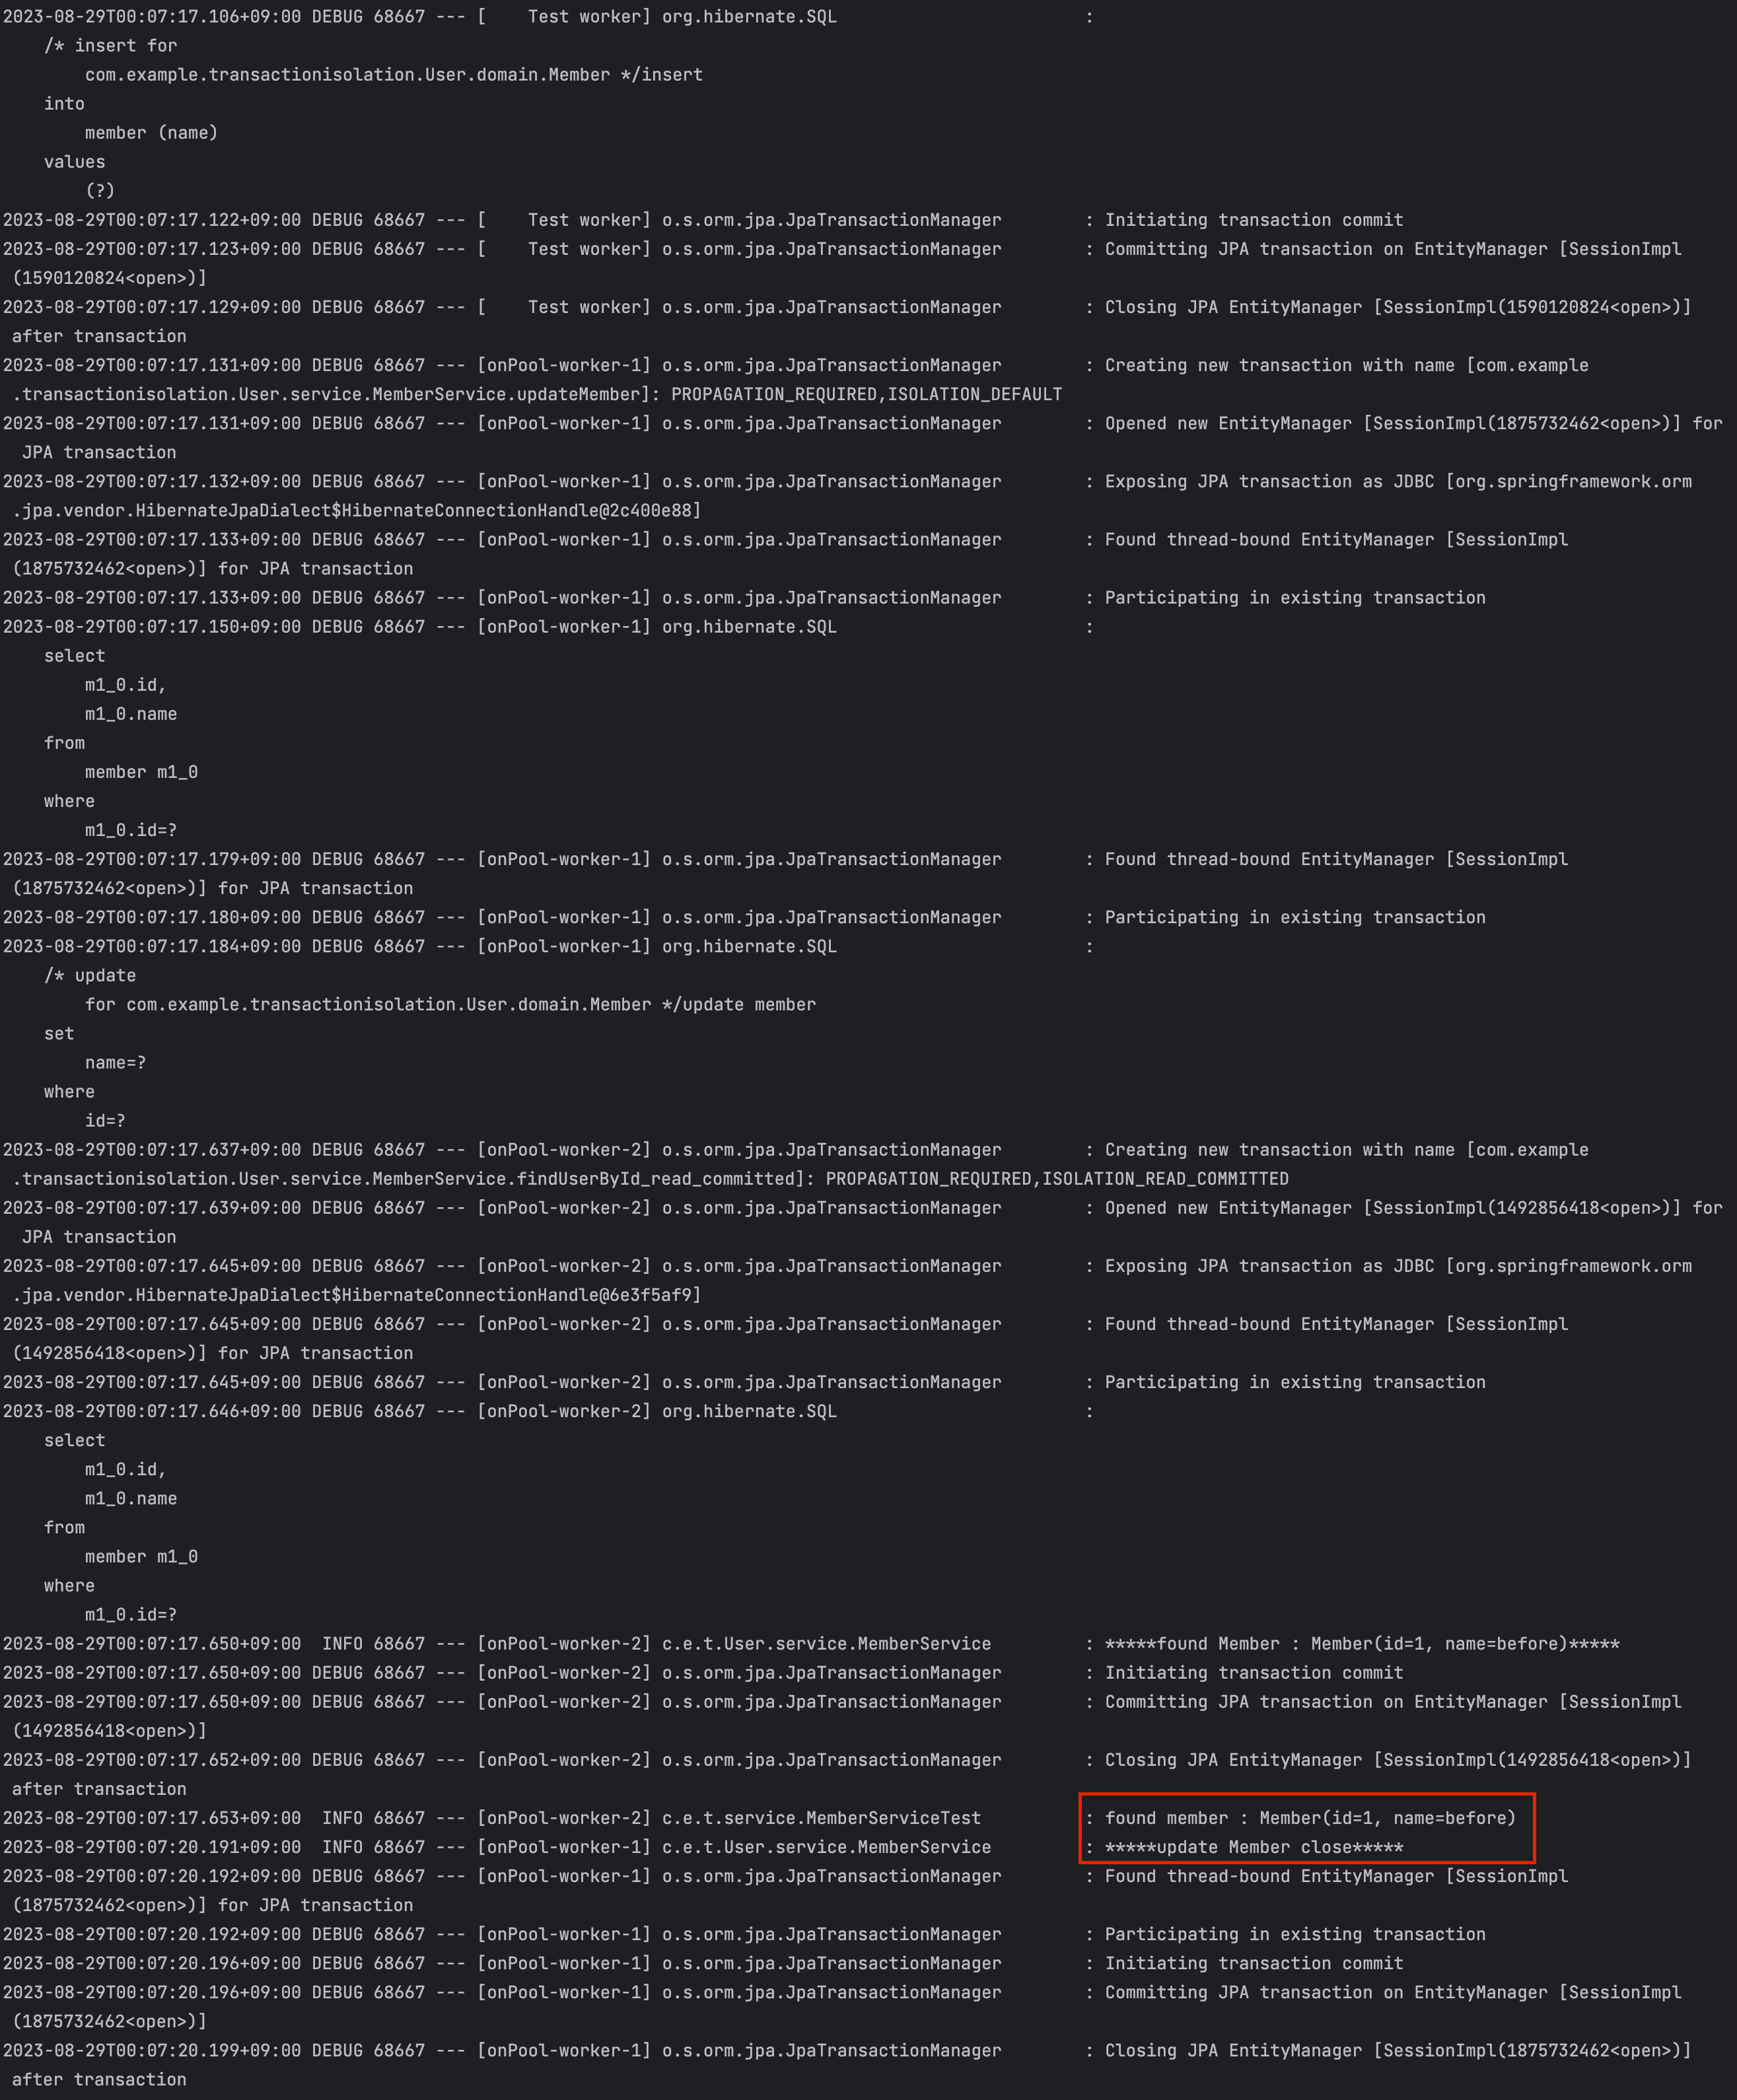 2023-08-29T00:07:17.106+09:00 DEBUG 68667 --- [    Test worker] org.hibernate.SQL                        :
    /* insert for
        com.example.transactionisolation.User.domain.Member */insert
    into
        member (name)
    values
        (?)
2023-08-29T00:07:17.122+09:00 DEBUG 68667 --- [    Test worker] o.s.orm.jpa.JpaTransactionManager        : Initiating transaction commit
2023-08-29T00:07:17.123+09:00 DEBUG 68667 --- [    Test worker] o.s.orm.jpa.JpaTransactionManager        : Committing JPA transaction on EntityManager [SessionImpl
 (1590120824<open>)]
2023-08-29T00:07:17.129+09:00 DEBUG 68667 --- [    Test worker] o.s.orm.jpa.JpaTransactionManager        : Closing JPA EntityManager [SessionImpl(1590120824<open>)]
 after transaction
2023-08-29T00:07:17.131+09:00 DEBUG 68667 --- [onPool-worker-1] o.s.orm.jpa.JpaTransactionManager        : Creating new transaction with name [com.example
 .transactionisolation.User.service.MemberService.updateMember]: PROPAGATION_REQUIRED,ISOLATION_DEFAULT
2023-08-29T00:07:17.131+09:00 DEBUG 68667 --- [onPool-worker-1] o.s.orm.jpa.JpaTransactionManager        : Opened new EntityManager [SessionImpl(1875732462<open>)] for
  JPA transaction
2023-08-29T00:07:17.132+09:00 DEBUG 68667 --- [onPool-worker-1] o.s.orm.jpa.JpaTransactionManager        : Exposing JPA transaction as JDBC [org.springframework.orm
 .jpa.vendor.HibernateJpaDialect$HibernateConnectionHandle@2c400e88]
2023-08-29T00:07:17.133+09:00 DEBUG 68667 --- [onPool-worker-1] o.s.orm.jpa.JpaTransactionManager        : Found thread-bound EntityManager [SessionImpl
 (1875732462<open>)] for JPA transaction
2023-08-29T00:07:17.133+09:00 DEBUG 68667 --- [onPool-worker-1] o.s.orm.jpa.JpaTransactionManager        : Participating in existing transaction
2023-08-29T00:07:17.150+09:00 DEBUG 68667 --- [onPool-worker-1] org.hibernate.SQL                        :
    select
        m1_0.id,
        m1_0.name
    from
        member m1_0
    where
        m1_0.id=?
2023-08-29T00:07:17.179+09:00 DEBUG 68667 --- [onPool-worker-1] o.s.orm.jpa.JpaTransactionManager        : Found thread-bound EntityManager [SessionImpl
 (1875732462<open>)] for JPA transaction
2023-08-29T00:07:17.180+09:00 DEBUG 68667 --- [onPool-worker-1] o.s.orm.jpa.JpaTransactionManager        : Participating in existing transaction
2023-08-29T00:07:17.184+09:00 DEBUG 68667 --- [onPool-worker-1] org.hibernate.SQL                        :
    /* update
        for com.example.transactionisolation.User.domain.Member */update member
    set
        name=?
    where
        id=?
2023-08-29T00:07:17.637+09:00 DEBUG 68667 --- [onPool-worker-2] o.s.orm.jpa.JpaTransactionManager        : Creating new transaction with name [com.example
 .transactionisolation.User.service.MemberService.findUserById_read_committed]: PROPAGATION_REQUIRED,ISOLATION_READ_COMMITTED
2023-08-29T00:07:17.639+09:00 DEBUG 68667 --- [onPool-worker-2] o.s.orm.jpa.JpaTransactionManager        : Opened new EntityManager [SessionImpl(1492856418<open>)] for
  JPA transaction
2023-08-29T00:07:17.645+09:00 DEBUG 68667 --- [onPool-worker-2] o.s.orm.jpa.JpaTransactionManager        : Exposing JPA transaction as JDBC [org.springframework.orm
 .jpa.vendor.HibernateJpaDialect$HibernateConnectionHandle@6e3f5af9]
2023-08-29T00:07:17.645+09:00 DEBUG 68667 --- [onPool-worker-2] o.s.orm.jpa.JpaTransactionManager        : Found thread-bound EntityManager [SessionImpl
 (1492856418<open>)] for JPA transaction
2023-08-29T00:07:17.645+09:00 DEBUG 68667 --- [onPool-worker-2] o.s.orm.jpa.JpaTransactionManager        : Participating in existing transaction
2023-08-29T00:07:17.646+09:00 DEBUG 68667 --- [onPool-worker-2] org.hibernate.SQL                        :
    select
        m1_0.id,
        m1_0.name
    from
        member m1_0
    where
        m1_0.id=?
2023-08-29T00:07:17.650+09:00  INFO 68667 --- [onPool-worker-2] c.e.t.User.service.MemberService         : *****found Member : Member(id=1, name=before)*****
2023-08-29T00:07:17.650+09:00 DEBUG 68667 --- [onPool-worker-2] o.s.orm.jpa.JpaTransactionManager        : Initiating transaction commit
2023-08-29T00:07:17.650+09:00 DEBUG 68667 --- [onPool-worker-2] o.s.orm.jpa.JpaTransactionManager        : Committing JPA transaction on EntityManager [SessionImpl
 (1492856418<open>)]
2023-08-29T00:07:17.652+09:00 DEBUG 68667 --- [onPool-worker-2] o.s.orm.jpa.JpaTransactionManager        : Closing JPA EntityManager [SessionImpl(1492856418<open>)]
 after transaction
2023-08-29T00:07:17.653+09:00  INFO 68667 --- [onPool-worker-2] c.e.t.service.MemberServiceTest          : found member : Member(id=1, name=before)
2023-08-29T00:07:20.191+09:00  INFO 68667 --- [onPool-worker-1] c.e.t.User.service.MemberService         : *****update Member close*****
2023-08-29T00:07:20.192+09:00 DEBUG 68667 --- [onPool-worker-1] o.s.orm.jpa.JpaTransactionManager        : Found thread-bound EntityManager [SessionImpl
 (1875732462<open>)] for JPA transaction
2023-08-29T00:07:20.192+09:00 DEBUG 68667 --- [onPool-worker-1] o.s.orm.jpa.JpaTransactionManager        : Participating in existing transaction
2023-08-29T00:07:20.196+09:00 DEBUG 68667 --- [onPool-worker-1] o.s.orm.jpa.JpaTransactionManager        : Initiating transaction commit
2023-08-29T00:07:20.196+09:00 DEBUG 68667 --- [onPool-worker-1] o.s.orm.jpa.JpaTransactionManager        : Committing JPA transaction on EntityManager [SessionImpl
 (1875732462<open>)]
2023-08-29T00:07:20.199+09:00 DEBUG 68667 --- [onPool-worker-1] o.s.orm.jpa.JpaTransactionManager        : Closing JPA EntityManager [SessionImpl(1875732462<open>)]
 after transaction